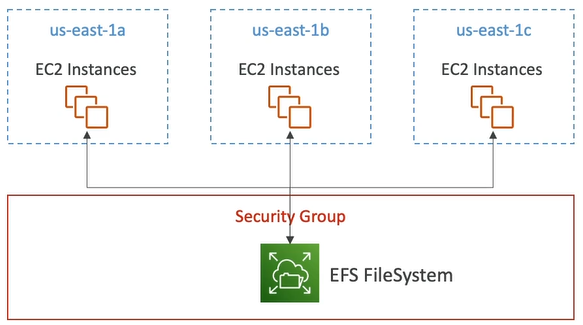 us-east-1a
us-east-1b
us-east-1c
EC2 Instances
EC2 Instances
EC2 Instances
Security Group
EFS FileSystem